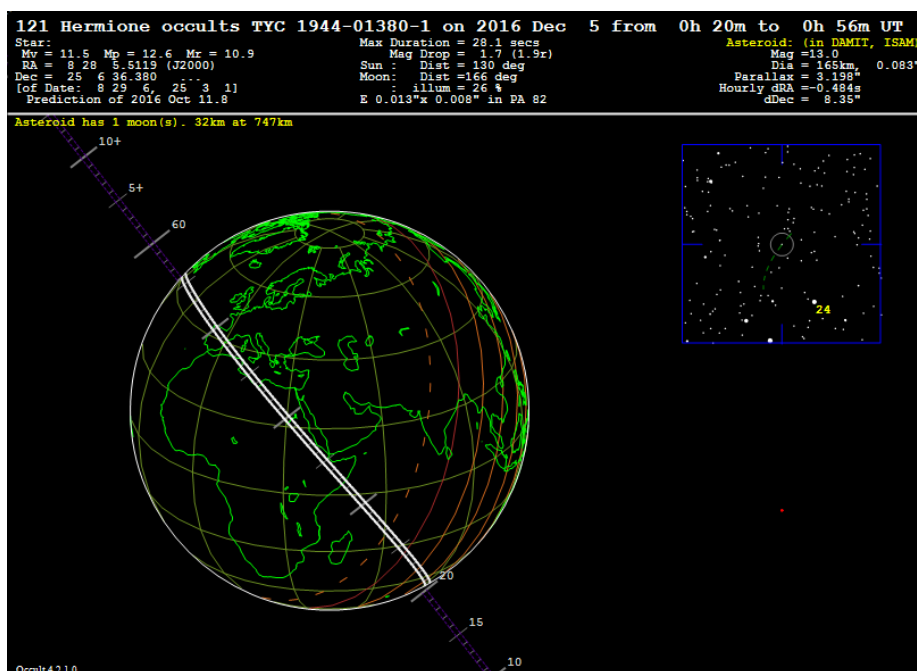 121 Hermione occults TYC 1944-01380-1 on 2016 Dec  5 from  0h 20m to  0h 56m UT
Star:
Mv = 11.5 Mp = 12.6 Mr = 10.9
RA = 8 28 5.5119 (J2000)
Dec = 25 6 36.380 ...
[of Date: 8 29 6, 25 3 1]
Prediction of 2016 Oct 11.8
Max Duration = 28.1 secs
Mag Drop = 1.7 (1.9r)
Sun : Dist = 130 deg
Moon: Dist =166 deg
: illum = 26 %
E 0.013"x 0.008" in PA 82
Asteroid: (in DAMIT, ISAM)
Mag =13.0
Dia = 165km, 0.083"
Parallax = 3.198"
Hourly dRA =-0.484s
dDec = 8.35"
Asteroid has 1 moon(s). 32km at 747km
10+
5+
60
24
20
15
10
Occult 4.2.1.0